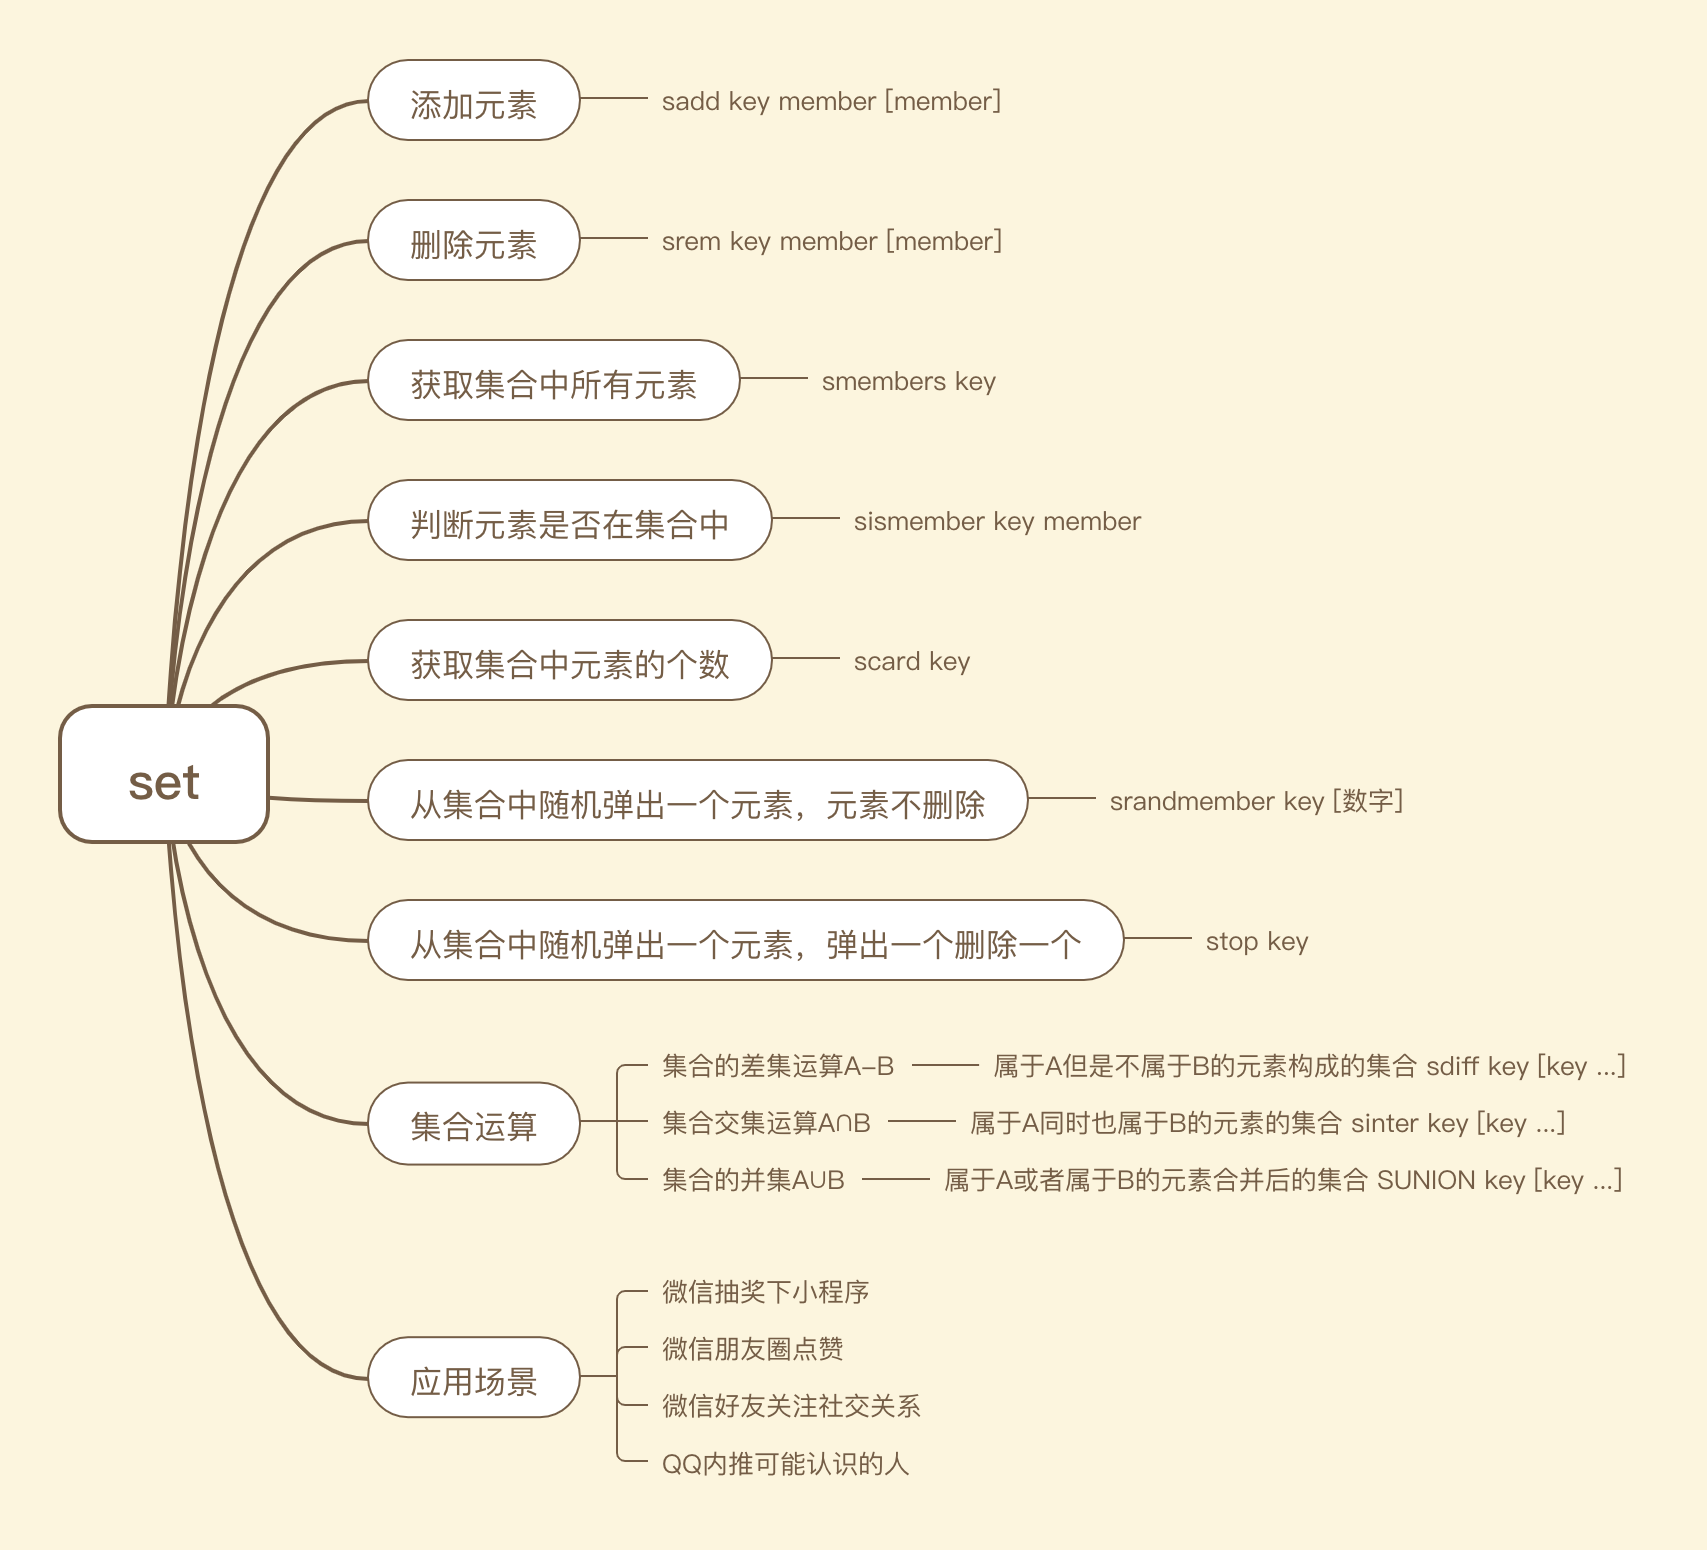 添加元素
sadd key member [member]
删除元素
srem key member [member]
获取集合中所有元素
smembers key
判断元素是否在集合中
sismember key member
获取集合中元素的个数
scard key
set
从集合中随机弹出一个元素，元素不删除
srandmember key [数字]
从集合中随机弹出一个元素，弹出一个删除一个
stop key
集合运算
集合的差集运算A-B
属于A但是不属于B的元素构成的集合 sdiff key [key ...]
集合交集运算A∩B
属于A同时也属于B的元素的集合 sinter key [key ...]
集合的并集A∪B
属于A或者属于B的元素合并后的集合 SUNION key [key ...]
应用场景
微信抽奖下小程序
微信朋友圈点赞
微信好友关注社交关系
QQ内推可能认识的人